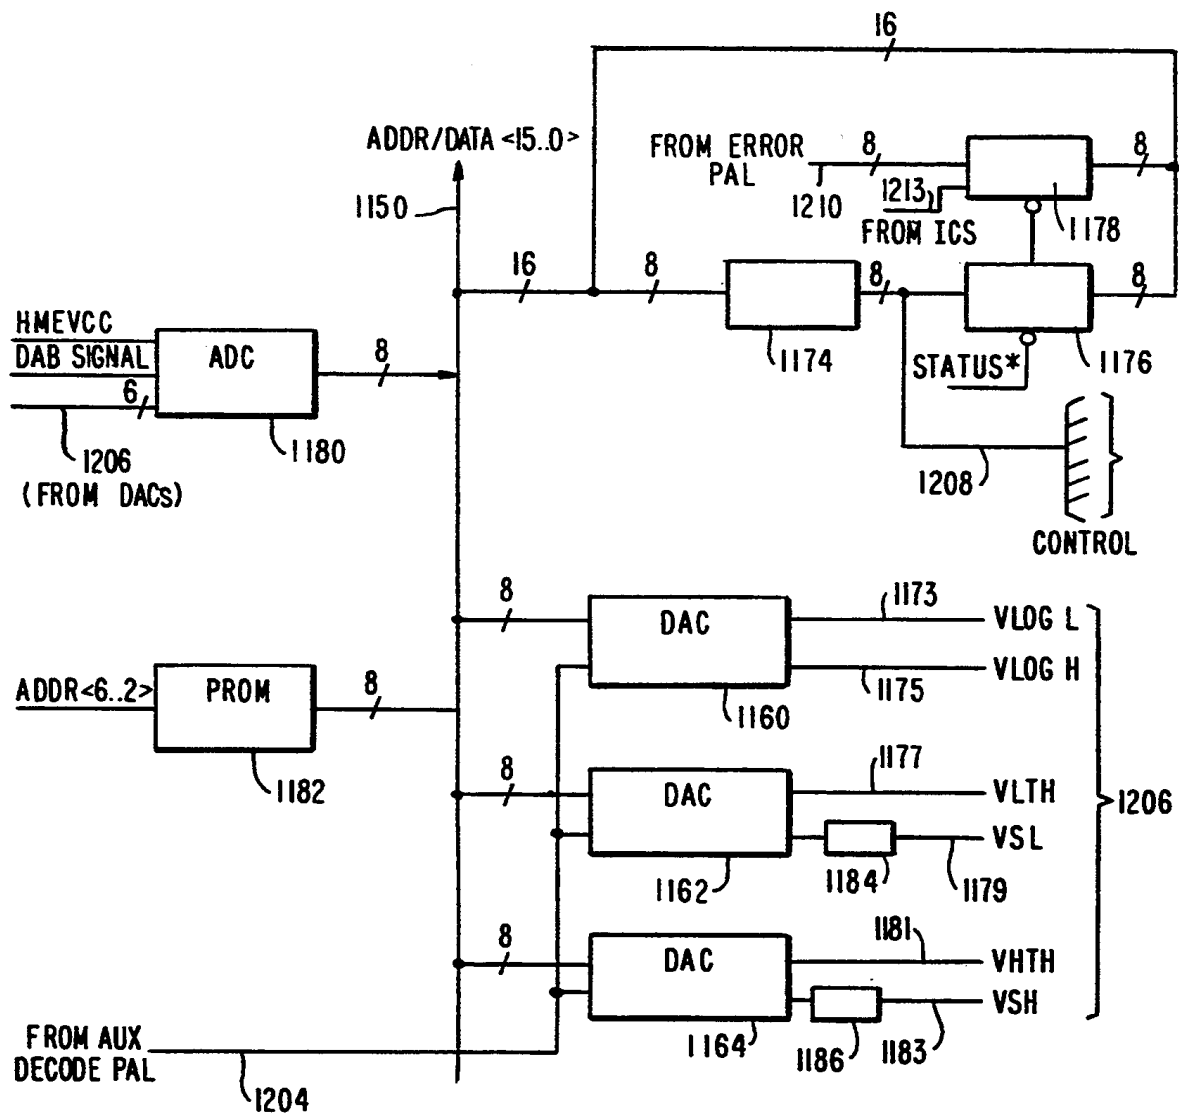 16
ADDR/DATA <15..0>
FROM ERROR
PAL
8
8
1210
1213
FROM ICS
1178
1150
16
8
8
8
1174
STATUS*
1176
HMEVCC
DAB SIGNAL
6
ADC
8
1180
1206
(FROM DACs)
1208
CONTROL
8
DAC
1173
VLOG L
VLOG H
1175
1160
ADDR<6..2>
PROM
8
1182
8
DAC
1177
VLTH
VSL
1162
1184
1179
1206
8
DAC
1181
VHTH
VSH
1164
1186
1183
FROM AUX
DECODE PAL
1204